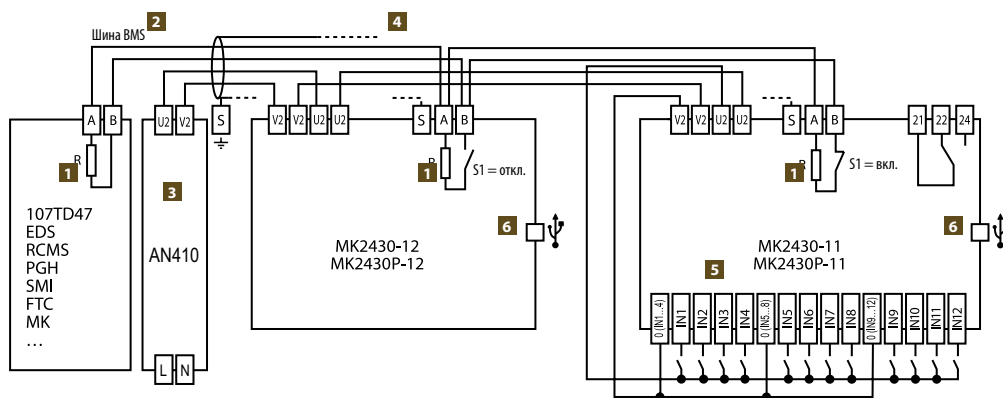 Шина BMS
2
4
A
B
U2
V2
S
V2
V2
U2
U2
S
A
B
V2
V2
U2
U2
S
A
B
21
22
24
R
1
1
S1 = откл.
R
1
S1 = вкл.
3
6
6
107TD47
EDS
RCMS
PGH
SMI
FTC
MK
…
AN410
MK2430-12
MK2430P-12
MK2430-11
MK2430P-11
5
0 (IN1...4)
IN1
IN2
IN3
IN4
0 (IN5...8)
IN5
IN6
IN7
IN8
0 (IN9...12)
IN9
IN10
IN11
IN12
L
N